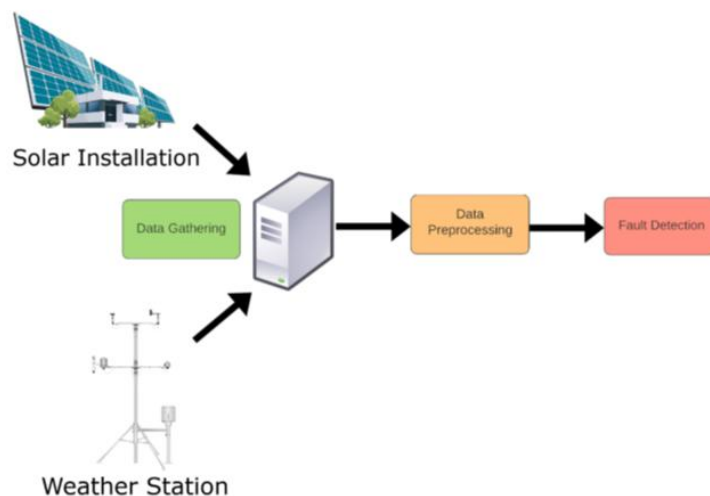 Solar Installation
Data Gathering
Data
Preprocessing
Fault Detection
Weather Station